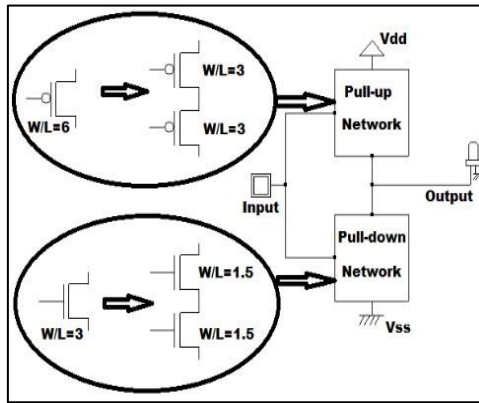 Vdd
W/L=3
Pull-up
W/L=6
W/L=3
Network
Input
Output
Pull-down
W/L=1.5
Network
W/L=3
W/L=1.5
Vss